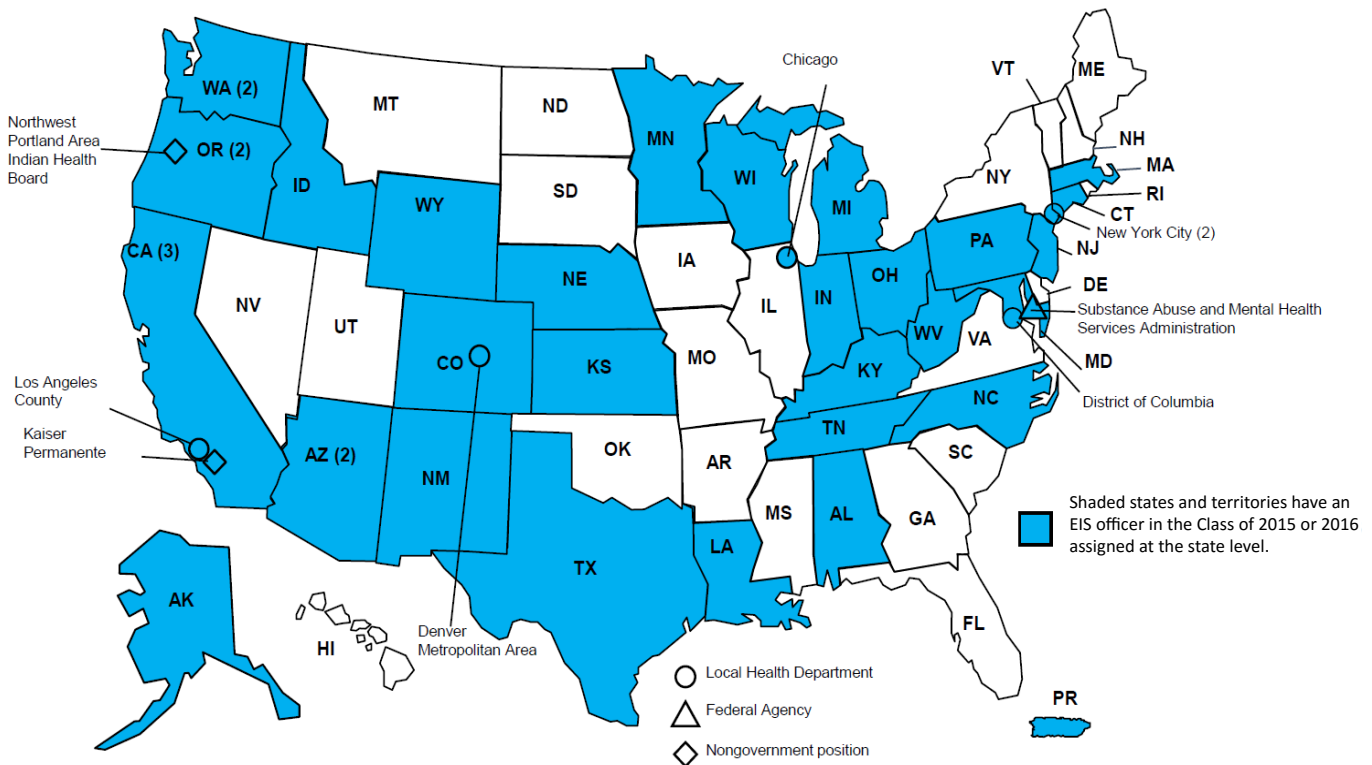 Chicago
VT
ME
WA (2)
MT
ND
MN
Northwest
Portland Area
Indian Health
Board
OR (2)
NH
MA
ID
SD
WI
NY
RI
WY
MI
CT
New York City (2)
PA
NJ
CA (3)
IA
NE
OH
DE
NV
IL
IN
Substance Abuse and Mental Health
Services Administration
UT
WV
VA
CO
MO
KS
KY
MD
Los Angeles
County
NC
District of Columbia
Kaiser
Permanente
TN
AZ (2)
OK
SC
NM
AR
MS
AL
GA
Shaded states and territories have an
EIS officer in the Class of 2015 or 2016
assigned at the state level.
LA
TX
AK
FL
Denver
Metropolitan Area
HI
Local Health Department
PR
Federal Agency
Nongovernment position